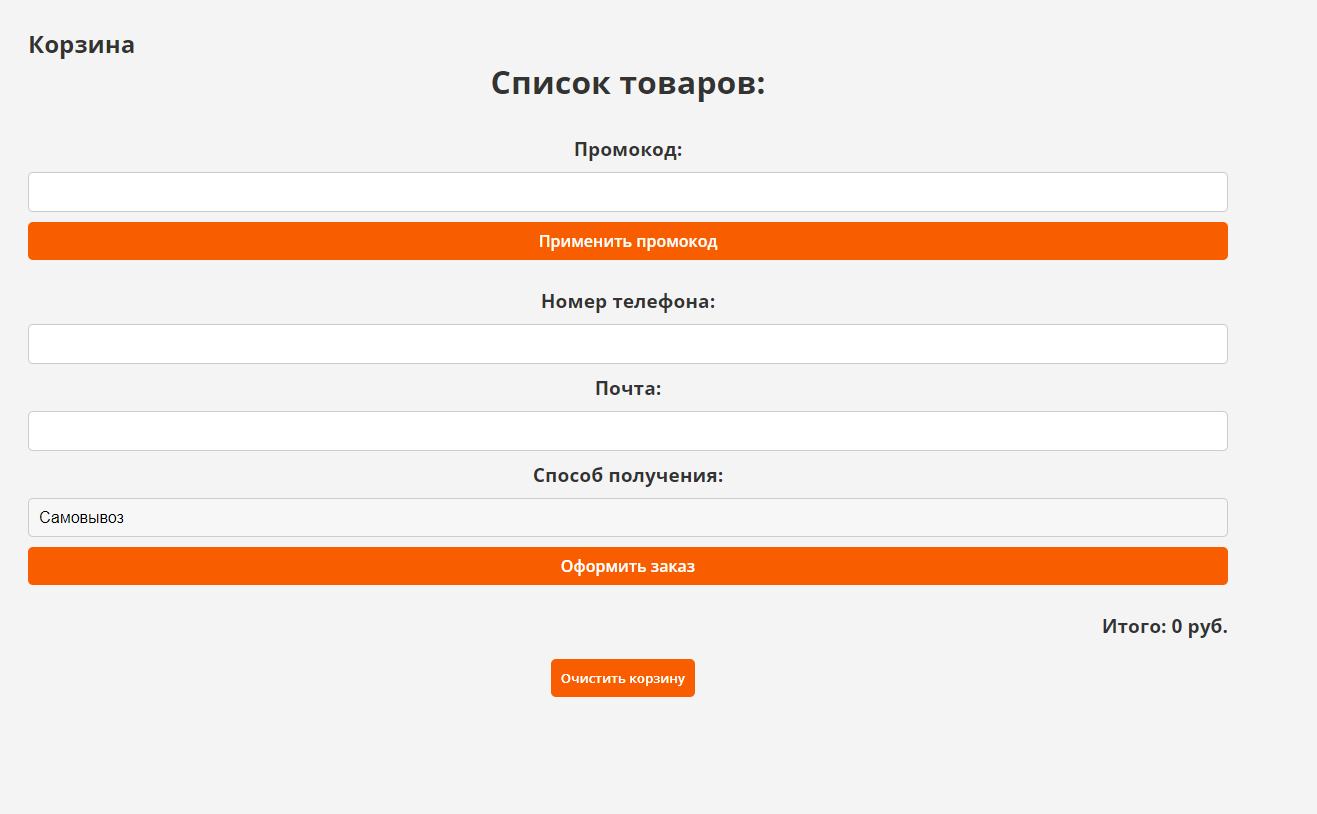 Корзина
Список товаров:
Промокод:
Применить промокод
Номер телефона:
Почта:
Способ получения:
Самовывоз
Оформить заказ
Итого: 0 руб.
Очистить корзину